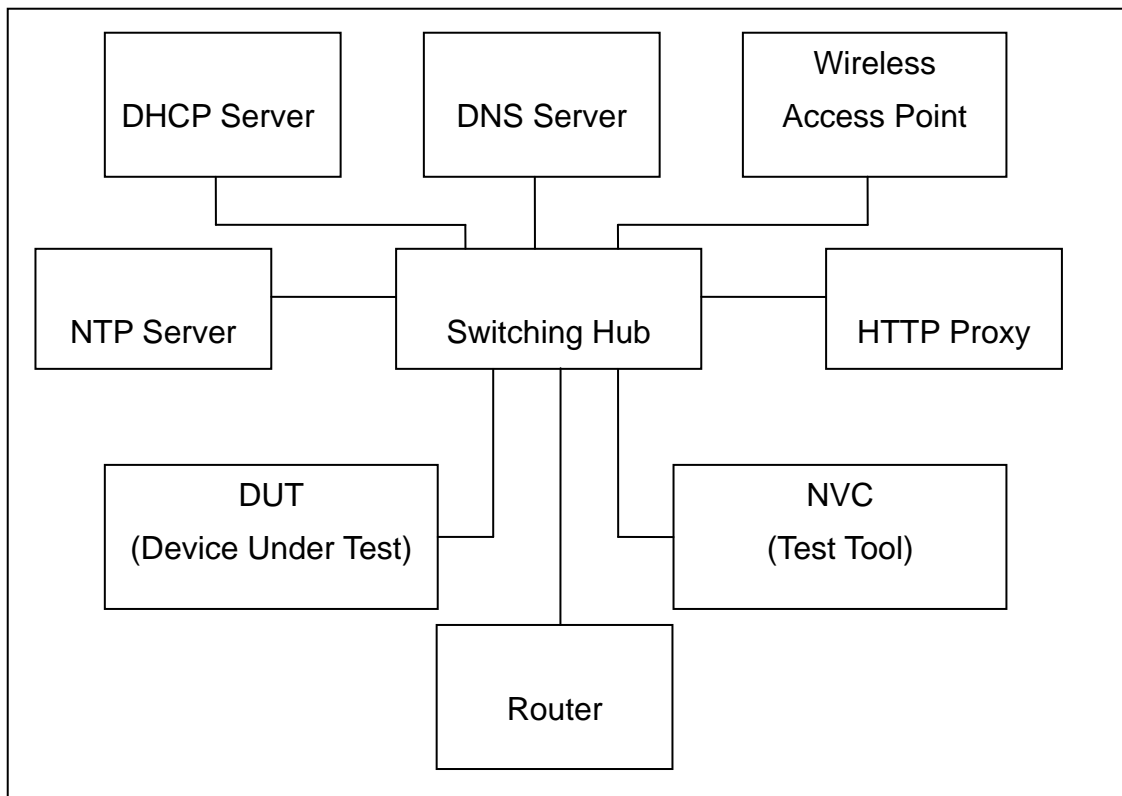 DHCP Server
DNS Server
Wireless
Access Point
NTP Server
Switching Hub
HTTP Proxy
DUT
(Device Under Test)
NVC
(Test Tool)
Router